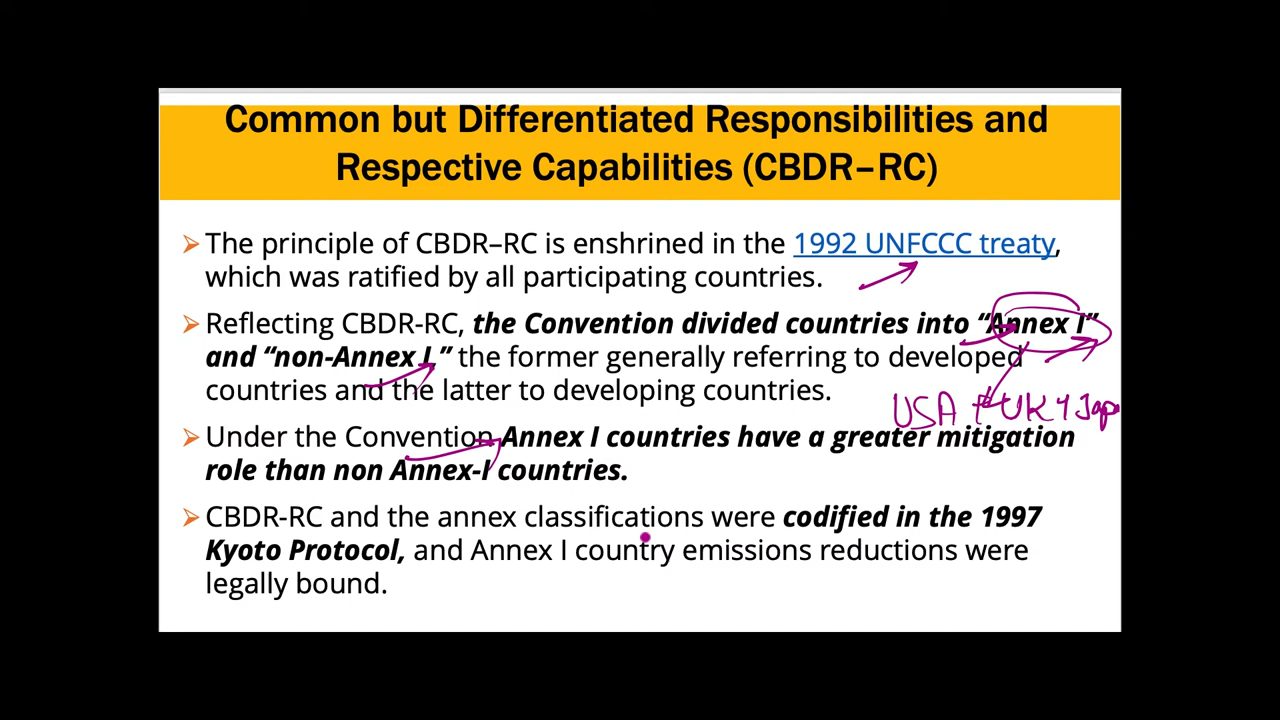 Common but Differentiated Responsibilities and
Respective Capabilities (CBDR–RC)
The principle of CBDR–RC is enshrined in the 1992 UNFCCC treaty,
which was ratified by all participating countries.
Reflecting CBDR-RC, the Convention divided countries into “Annex I”
and “non-Annex I,” the former generally referring to developed
countries and the latter to developing countries.
USA UK Jap
Under the Convention Annex I countries have a greater mitigation
role than non Annex-I countries.
CBDR-RC and the annex classifications were codified in the 1997
Kyoto Protocol, and Annex I country emissions reductions were
legally bound.